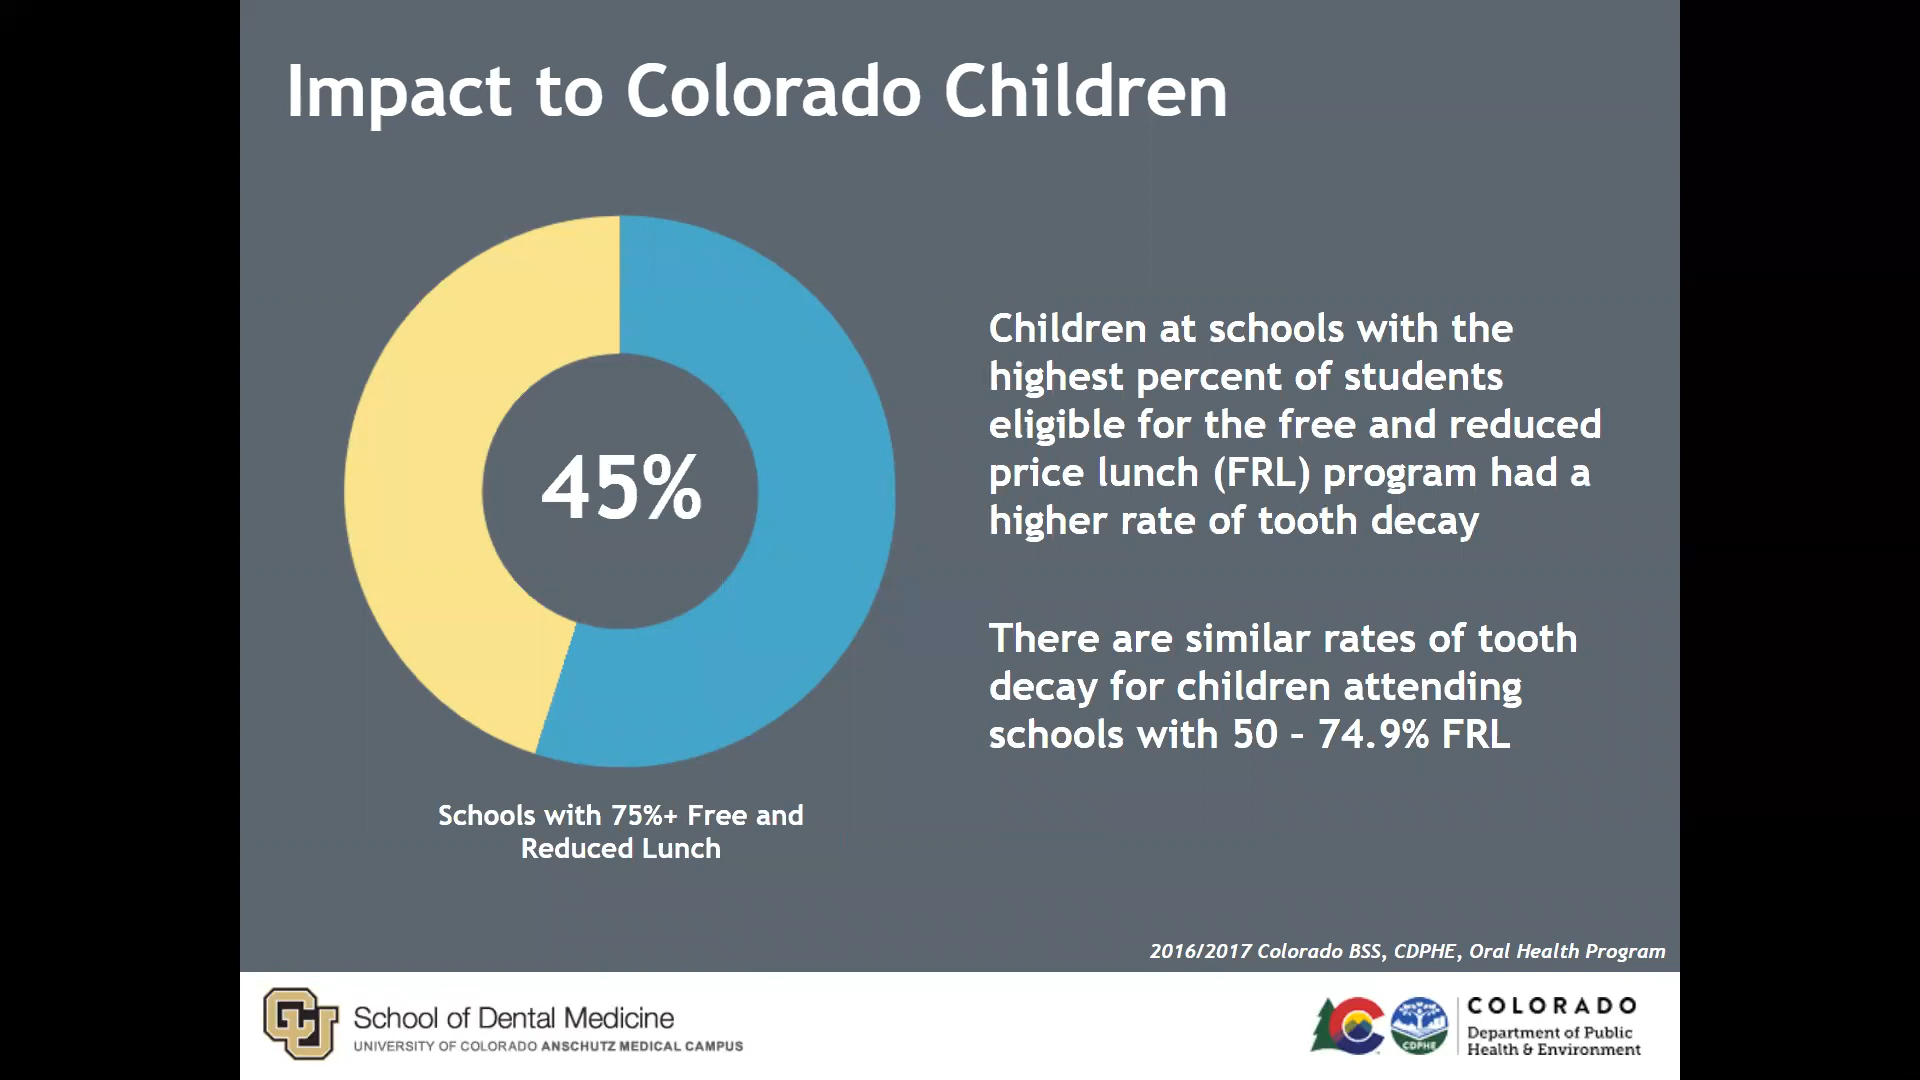 Impact to Colorado Children
45%
Schools with 75%+ Free and
Reduced Lunch
Children at schools with the
highest percent of students
eligible for the free and reduced
price lunch (FRL) program had a
higher rate of tooth decay
There are similar rates of tooth
decay for children attending
schools with 50 – 74.9% FRL
2016/2017 Colorado BSS, CDPHE, Oral Health Program
CU
School of Dental Medicine
UNIVERSITY OF COLORADO ANSCHUTZ MEDICAL CAMPUS
CDPHE
COLORADO
Department of Public
Health & Environment